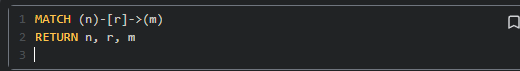 1 MATCH (n)-[r]->(m)
2 RETURN n, r, m
3